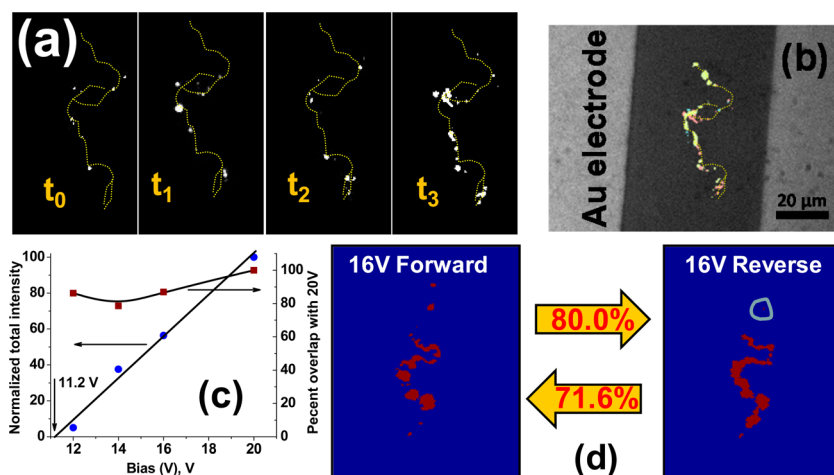 (a)
t0
t1
t2
t3
(b)
Au electrode
20 µm
100
80
60
40
20
0
12
14
16
18
20
Bias (V), V
Normalized total intensity
11.2 V
(c)
100
80
60
40
20
0
Pecent overlap with 20V
16V Forward
80.0%
71.6%
(d)
16V Reverse